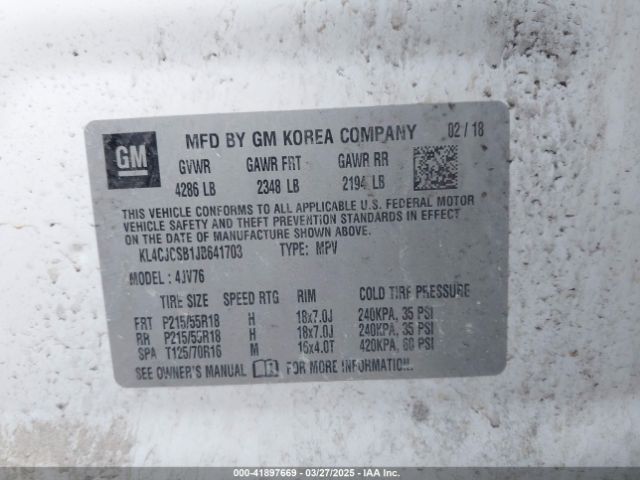 GM
MFD BY GM KOREA COMPANY 02/18
GVWR GAWR FRT GAWR RR
4286 LB 2348 LB 2194 LB
THIS VEHICLE CONFORMS TO ALL APPLICABLE U.S. FEDERAL MOTOR
VEHICLE SAFETY AND THEFT PREVENTION STANDARDS IN EFFECT
ON THE DATE OF MANUFACTURE SHOWN ABOVE.
KL4CJCSB1JB641703 TYPE: MPV
MODEL: 4JV76
TIRE SIZE SPEED RTG RIM COLD TIRE PRESSURE
FRT P215/55R18 H 18x7.0J 240KPA, 35 PSI
RR P215/55R18 H 18x7.0J 240KPA, 35 PSI
SPA T125/70R16 M 16x4.0T 420KPA, 60 PSI
SEE OWNER'S MANUAL FOR MORE INFORMATION.
000-41897669 - 03/27/2025 - IAA Inc.